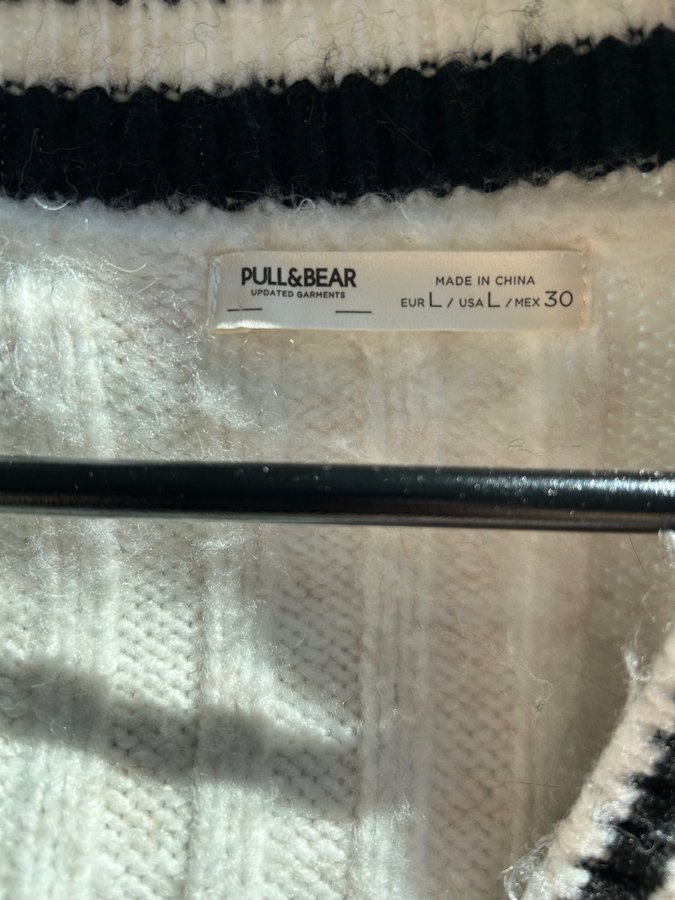 PULL&BEAR
UPDATED GARMENTS
MADE IN CHINA
EUR L / USA L / MEX 30